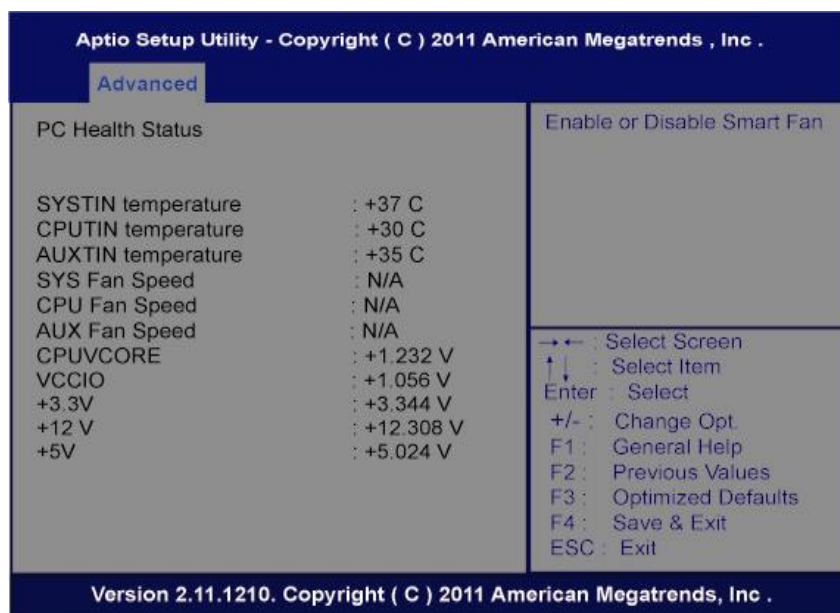 Aptio Setup Utility - Copyright ( C ) 2011 American Megatrends , Inc .
Advanced
PC Health Status
SYSTIN temperature : +37 C
CPUTIN temperature : +30 C
AUXTIN temperature : +35 C
SYS Fan Speed : N/A
CPU Fan Speed : N/A
AUX Fan Speed : N/A
CPUVCORE : +1.232 V
VCCIO : +1.056 V
+3.3V : +3.344 V
+12 V : +12.308 V
+5V : +5.024 V
Enable or Disable Smart Fan
→← : Select Screen
↑↓ : Select Item
Enter : Select
+/- : Change Opt.
F1 : General Help
F2 : Previous Values
F3 : Optimized Defaults
F4 : Save & Exit
ESC : Exit
Version 2.11.1210. Copyright ( C ) 2011 American Megatrends, Inc .